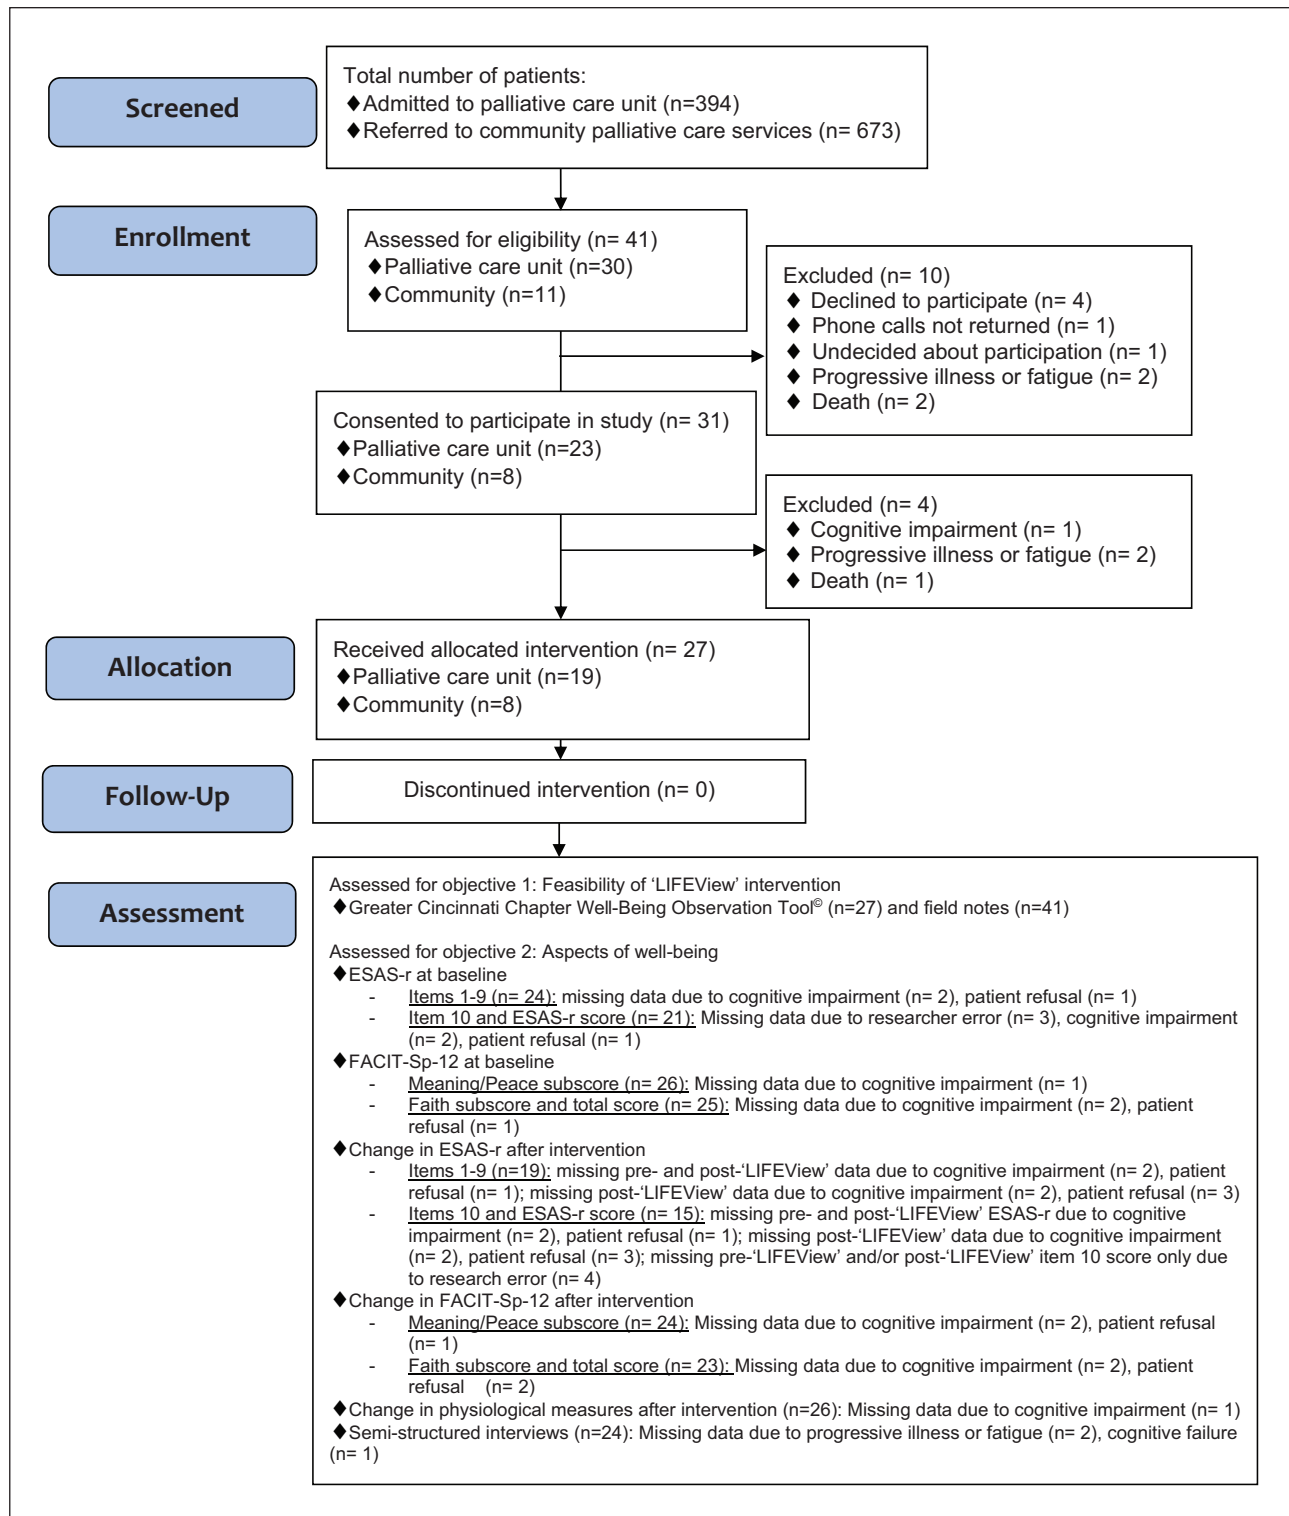 Screened
Total number of patients:
♦Admitted to palliative care unit (n=394)
♦Referred to community palliative care services (n= 673)
Enrollment
Assessed for eligibility (n= 41)
♦Palliative care unit (n=30)
♦Community (n=11)
Excluded (n= 10)
♦ Declined to participate (n= 4)
♦ Phone calls not returned (n= 1)
♦ Undecided about participation (n= 1)
♦ Progressive illness or fatigue (n= 2)
♦ Death (n= 2)
Consented to participate in study (n= 31)
♦Palliative care unit (n=23)
♦Community (n=8)
Excluded (n= 4)
♦ Cognitive impairment (n= 1)
♦ Progressive illness or fatigue (n= 2)
♦ Death (n= 1)
Allocation
Received allocated intervention (n= 27)
♦Palliative care unit (n=19)
♦Community (n=8)
Follow-Up
Discontinued intervention (n= 0)
Assessment
Assessed for objective 1: Feasibility of ‘LIFEView’ intervention
♦Greater Cincinnati Chapter Well-Being Observation Tool© (n=27) and field notes (n=41)
Assessed for objective 2: Aspects of well-being
♦ESAS-r at baseline
- Items 1-9 (n= 24): missing data due to cognitive impairment (n= 2), patient refusal (n= 1)
- Item 10 and ESAS-r score (n= 21): Missing data due to researcher error (n= 3), cognitive impairment
(n= 2), patient refusal (n= 1)
♦FACIT-Sp-12 at baseline
- Meaning/Peace subscore (n= 26): Missing data due to cognitive impairment (n= 1)
- Faith subscore and total score (n= 25): Missing data due to cognitive impairment (n= 2), patient
refusal (n= 1)
♦Change in ESAS-r after intervention
- Items 1-9 (n=19): missing pre- and post-‘LIFEView’ data due to cognitive impairment (n= 2), patient
refusal (n= 1); missing post-‘LIFEView’ data due to cognitive impairment (n= 2), patient refusal (n= 3)
- Items 10 and ESAS-r score (n= 15): missing pre- and post-‘LIFEView’ ESAS-r due to cognitive
impairment (n= 2), patient refusal (n= 1); missing post-‘LIFEView’ data due to cognitive impairment
(n= 2), patient refusal (n= 3); missing pre-‘LIFEView’ and/or post-‘LIFEView’ item 10 score only due
to research error (n= 4)
♦Change in FACIT-Sp-12 after intervention
- Meaning/Peace subscore (n= 24): Missing data due to cognitive impairment (n= 2), patient refusal
(n= 1)
- Faith subscore and total score (n= 23): Missing data due to cognitive impairment (n= 2), patient
refusal (n= 2)
♦Change in physiological measures after intervention (n=26): Missing data due to cognitive impairment (n= 1)
♦Semi-structured interviews (n=24): Missing data due to progressive illness or fatigue (n= 2), cognitive failure
(n= 1)